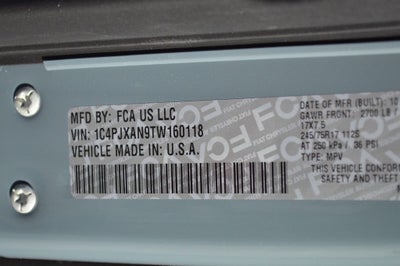 MFD BY: FCA US LLC
VIN: 1C4PJXAN9TW160118
VEHICLE MADE IN: U.S.A.
DATE OF MFR (BUILT): 10
GAWR FRONT: 2700 LB
17X7.5
245/75R17 112S
AT 250 kPa / 36 PSI
TYPE: MPV
THIS VEHICLE CONFOR
SAFETY AND THEFT